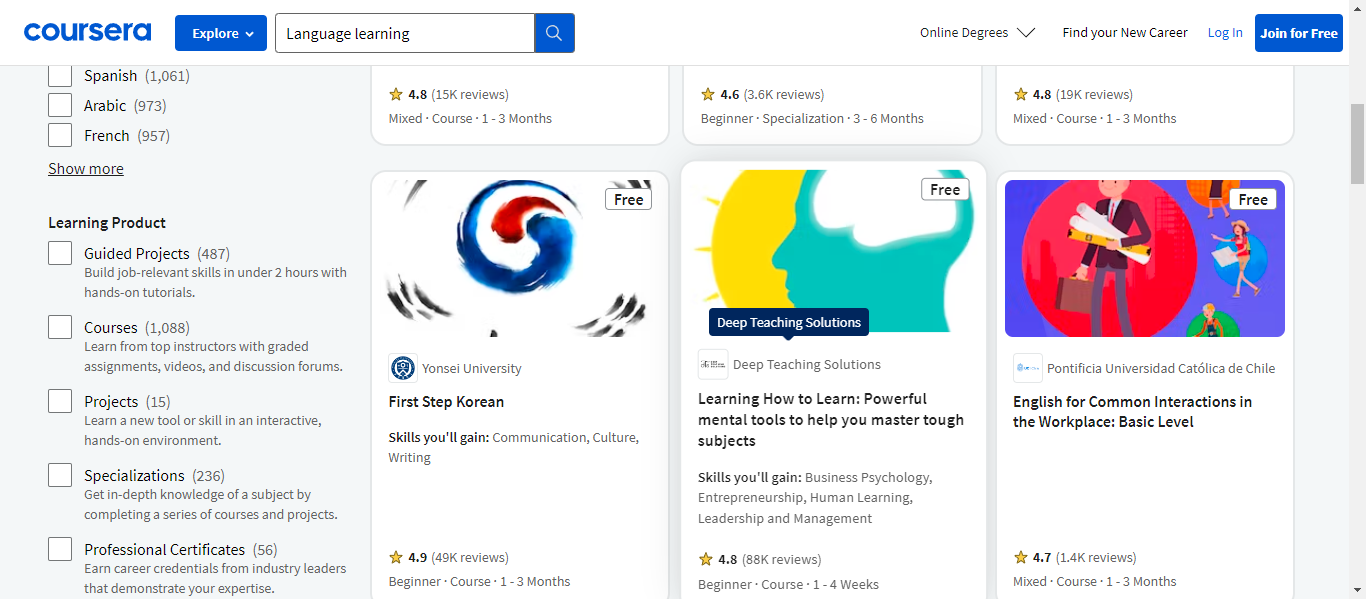 coursera
Explore
Language learning
Online Degrees
Find your New Career
Log In
Join for Free
Spanish (1,061)
Arabic (973)
French (957)
Show more
Learning Product
Guided Projects (487)
Build job-relevant skills in under 2 hours with
hands-on tutorials.
Courses (1,088)
Learn from top instructors with graded
assignments, videos, and discussion forums.
Projects (15)
Learn a new tool or skill in an interactive,
hands-on environment.
Specializations (236)
Get in-depth knowledge of a subject by
completing a series of courses and projects.
Professional Certificates (56)
Earn career credentials from industry leaders
that demonstrate your expertise.
4.8 (15K reviews)
Mixed · Course · 1 - 3 Months
4.6 (3.6K reviews)
Beginner · Specialization · 3 - 6 Months
4.8 (19K reviews)
Mixed · Course · 1 - 3 Months
Free
Yonsei University
First Step Korean
Skills you'll gain: Communication, Culture,
Writing
4.9 (49K reviews)
Beginner · Course · 1 - 3 Months
Free
Deep Teaching Solutions
Deep Teaching Solutions
Learning How to Learn: Powerful
mental tools to help you master tough
subjects
Skills you'll gain: Business Psychology,
Entrepreneurship, Human Learning,
Leadership and Management
4.8 (88K reviews)
Beginner · Course · 1 - 4 Weeks
Free
Pontificia Universidad Católica de Chile
English for Common Interactions in
the Workplace: Basic Level
4.7 (1.4K reviews)
Mixed · Course · 1 - 3 Months